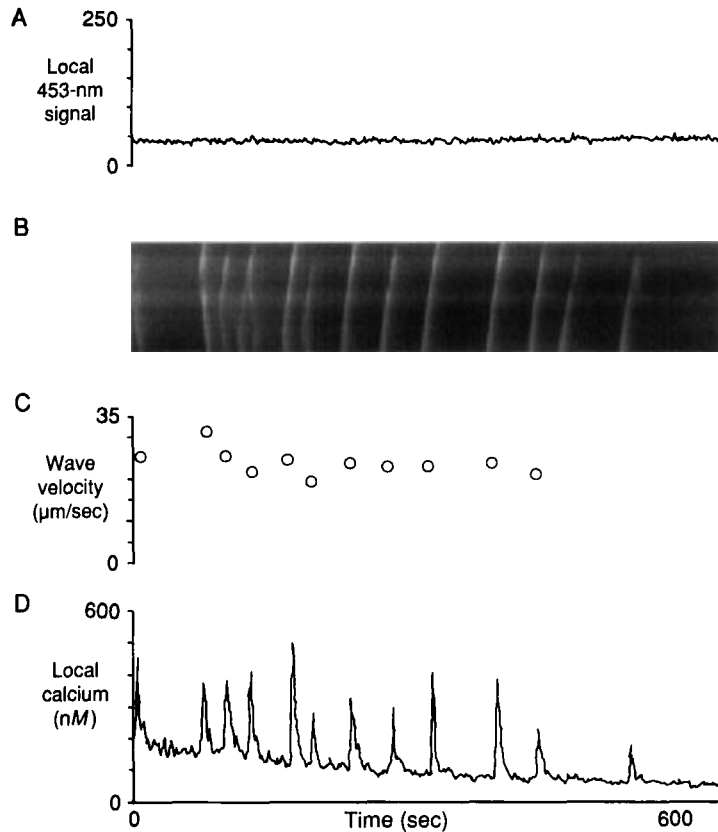 A
250
Local
453-nm
signal
0
B
C
35
Wave
velocity
(µm/sec)
0
D
600
Local
calcium
(nM)
0
0 Time (sec) 600